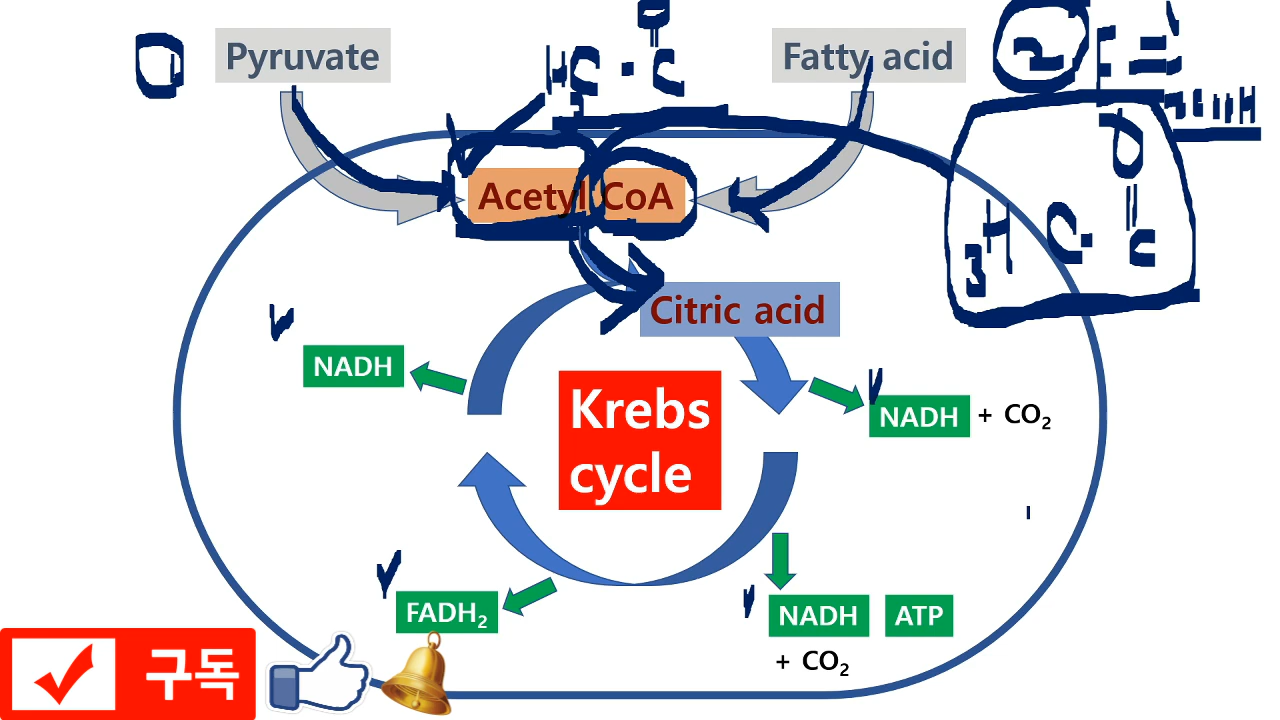 Pyruvate
Fatty acid
Acetyl CoA
Citric acid
NADH
Krebs
cycle
NADH + CO₂
FADH₂
NADH ATP
+ CO₂
구독